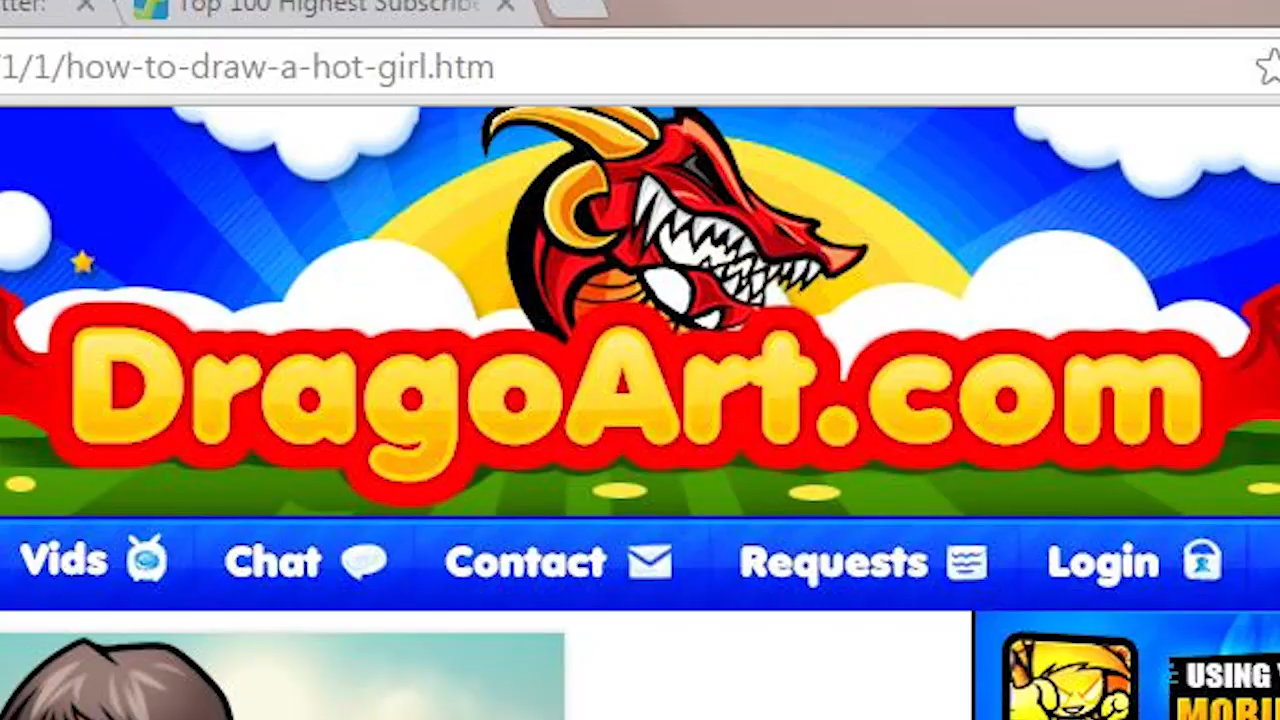 Top 100 Highest Subscribe
/1/1/how-to-draw-a-hot-girl.htm
DragoArt.com
Vids Chat Contact Requests Login
USING